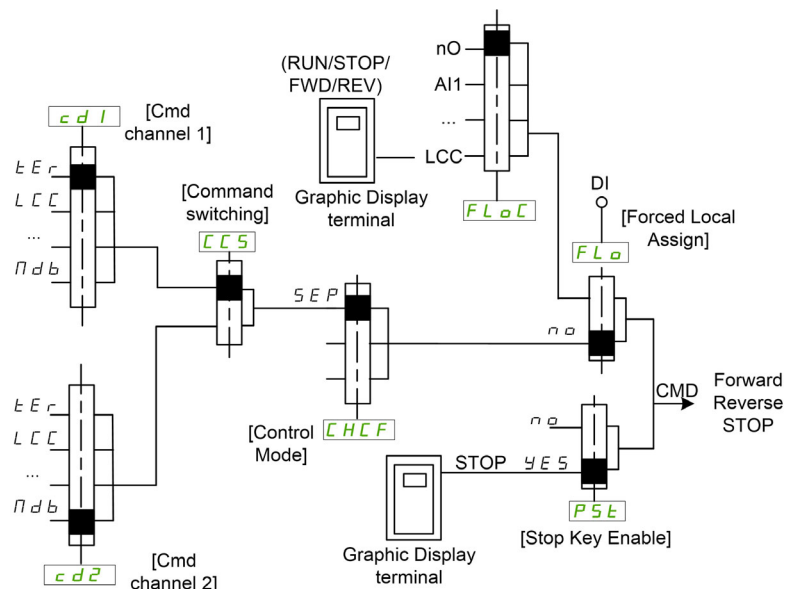 (RUN/STOP/
FWD/REV)
nO
AI1
...
LCC
Graphic Display
terminal
FLoC
cd1
[Cmd
channel 1]
tEr
LCC
...
Mdb
[Command
switching]
CCS
DI
[Forced Local
Assign]
FLo
SEP
no
[Control
Mode]
CHCF
tEr
LCC
...
Mdb
cd2
[Cmd
channel 2]
no
STOP
YES
Graphic Display
terminal
PSt
[Stop Key Enable]
CMD
Forward
Reverse
STOP